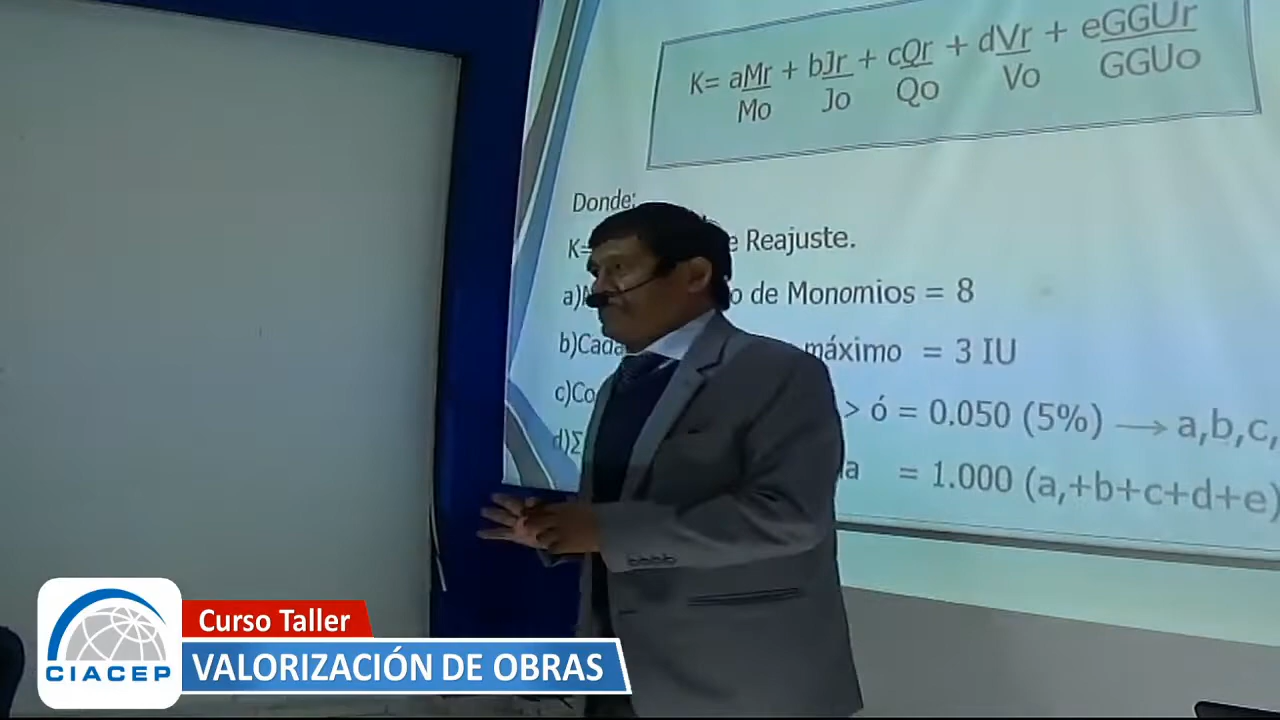 K= aMr + bJr + cQr + dVr + eGGUr
Mo Jo Qo Vo GGUo
Donde:
K= e Reajuste.
a) o de Monomios = 8
b)Cada máximo = 3 IU
c)Co > ó = 0.050 (5%) → a,b,c,
d)∑ = 1.000 (a,+b+c+d+e)
Curso Taller
VALORIZACIÓN DE OBRAS
CIACEP